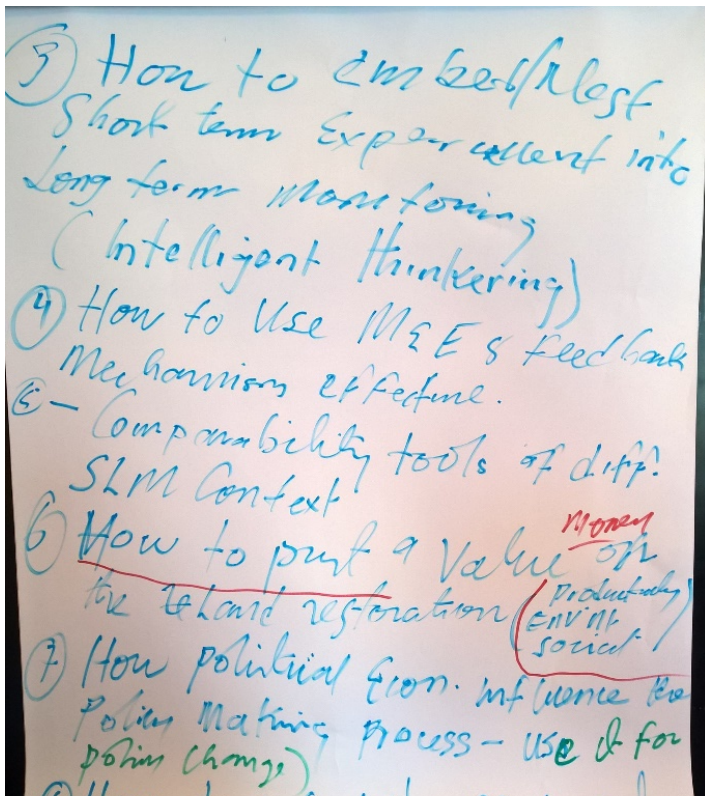 ③ How to embed/Nest
Short term Experiment into
Long term monitoring
(Intelligent thinkering)
④ How to Use M&E & feedback
Mechanism effective.
⑤ - Comparability tools of diff.
SLM Context
⑥ How to put a value on
Money
the land restoration (Productivity
Envi'nt
social)
⑦ How political Econ. influence the
Policy Making process - use it for
policy change)